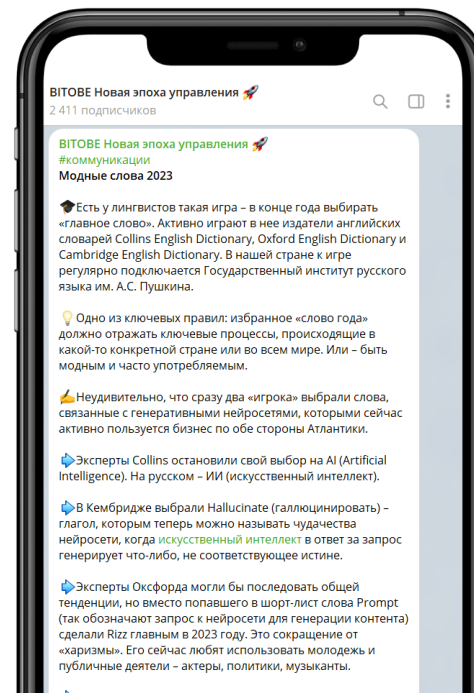 BITOBE Новая эпоха управления 🚀
2 411 подписчиков
BITOBE Новая эпоха управления 🚀
#коммуникации
Модные слова 2023
🎓Есть у лингвистов такая игра – в конце года выбирать
«главное слово». Активно играют в нее издатели английских
словарей Collins English Dictionary, Oxford English Dictionary и
Cambridge English Dictionary. В нашей стране к игре
регулярно подключается Государственный институт русского
языка им. А.С. Пушкина.
💡Одно из ключевых правил: избранное «слово года»
должно отражать ключевые процессы, происходящие в
какой-то конкретной стране или во всем мире. Или – быть
модным и часто употребляемым.
✍️Неудивительно, что сразу два «игрока» выбрали слова,
связанные с генеративными нейросетями, которыми сейчас
активно пользуется бизнес по обе стороны Атлантики.
➡️Эксперты Collins остановили свой выбор на AI (Artificial
Intelligence). На русском – ИИ (искусственный интеллект).
➡️В Кембридже выбрали Hallucinate (галлюцинировать) –
глагол, которым теперь можно называть чудачества
нейросети, когда искусственный интеллект в ответ за запрос
генерирует что-либо, не соответствующее истине.
➡️Эксперты Оксфорда могли бы последовать общей
тенденции, но вместо попавшего в шорт-лист слова Prompt
(так обозначают запрос к нейросети для генерации контента)
сделали Rizz главным в 2023 году. Это сокращение от
«харизмы». Его сейчас любят использовать молодежь и
публичные деятели – актеры, политики, музыканты.